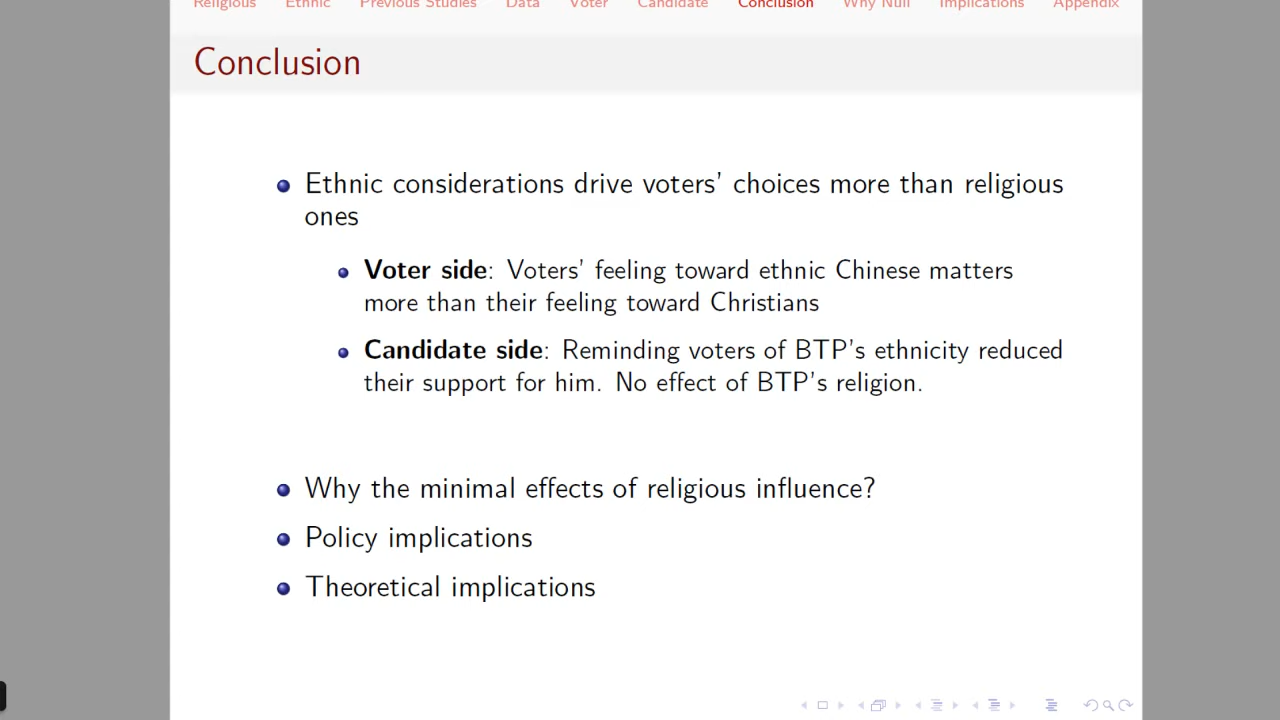 Religious Ethnic Previous Studies Data Voter Candidate Conclusion Why Null Implications Appendix
Conclusion
Ethnic considerations drive voters' choices more than religious
ones
Voter side: Voters' feeling toward ethnic Chinese matters
more than their feeling toward Christians
Candidate side: Reminding voters of BTP's ethnicity reduced
their support for him. No effect of BTP's religion.
Why the minimal effects of religious influence?
Policy implications
Theoretical implications